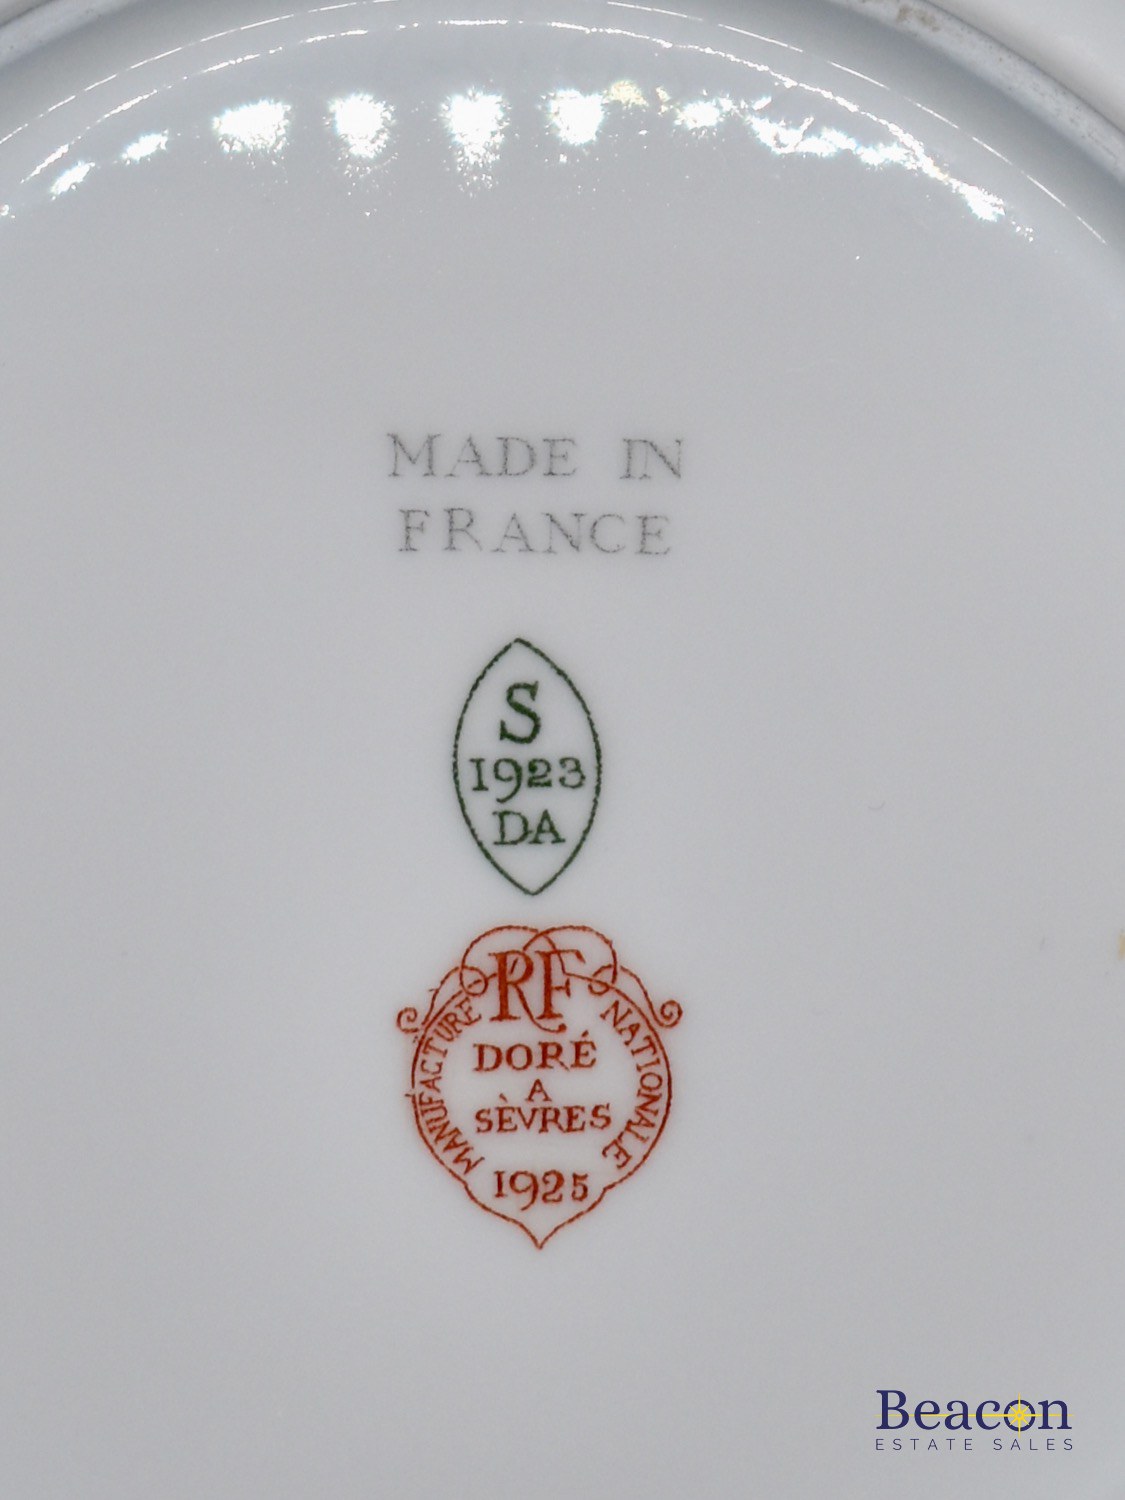 MADE IN
FRANCE
S
1923
DA
RF
MANUFACTURE NATIONALE
DORÉ
A
SÈVRES
1925
Beacon
ESTATE SALES